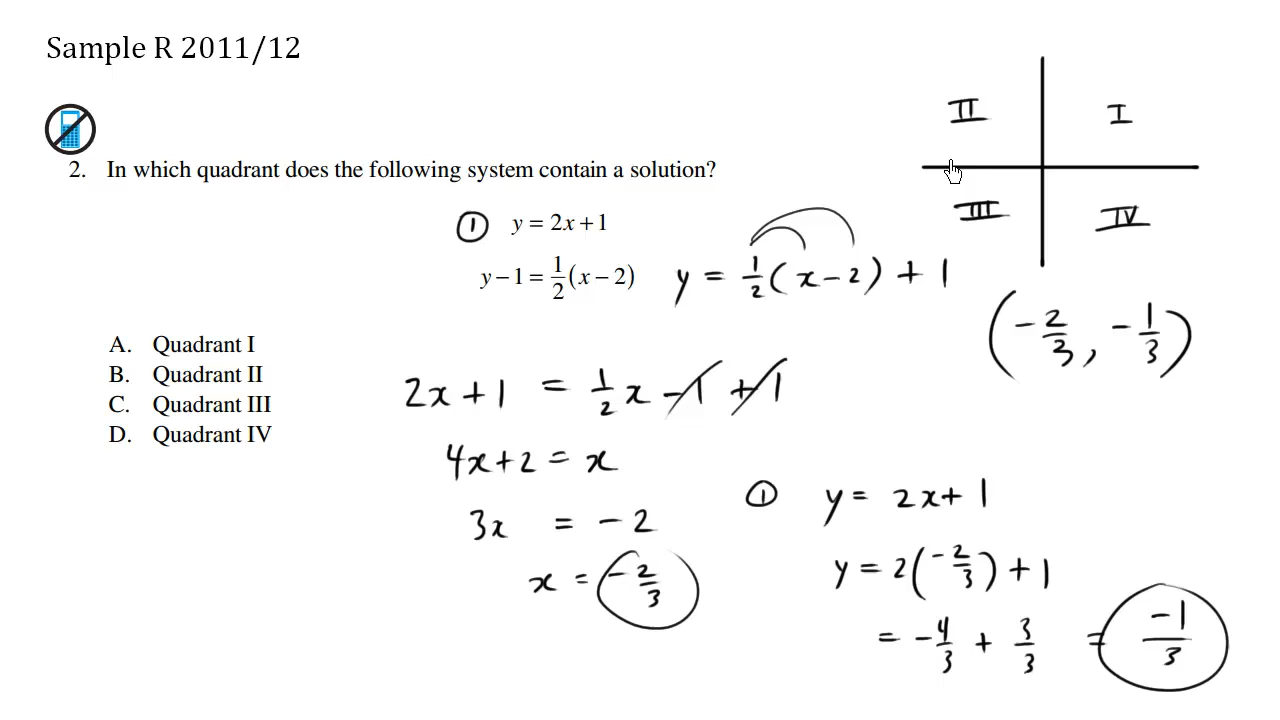 Sample R 2011/12
II I
2. In which quadrant does the following system contain a solution?
III IV
① y = 2x + 1
y − 1 = 1/2 (x − 2) y = 1/2 (x − 2) + 1
(−2/3, −1/3)
A. Quadrant I
B. Quadrant II
C. Quadrant III
D. Quadrant IV
2x + 1 = 1/2 x − 1 + 1
4x + 2 = x
3x = −2
x = −2/3
① y = 2x + 1
y = 2(−2/3) + 1
= −4/3 + 3/3 = −1/3